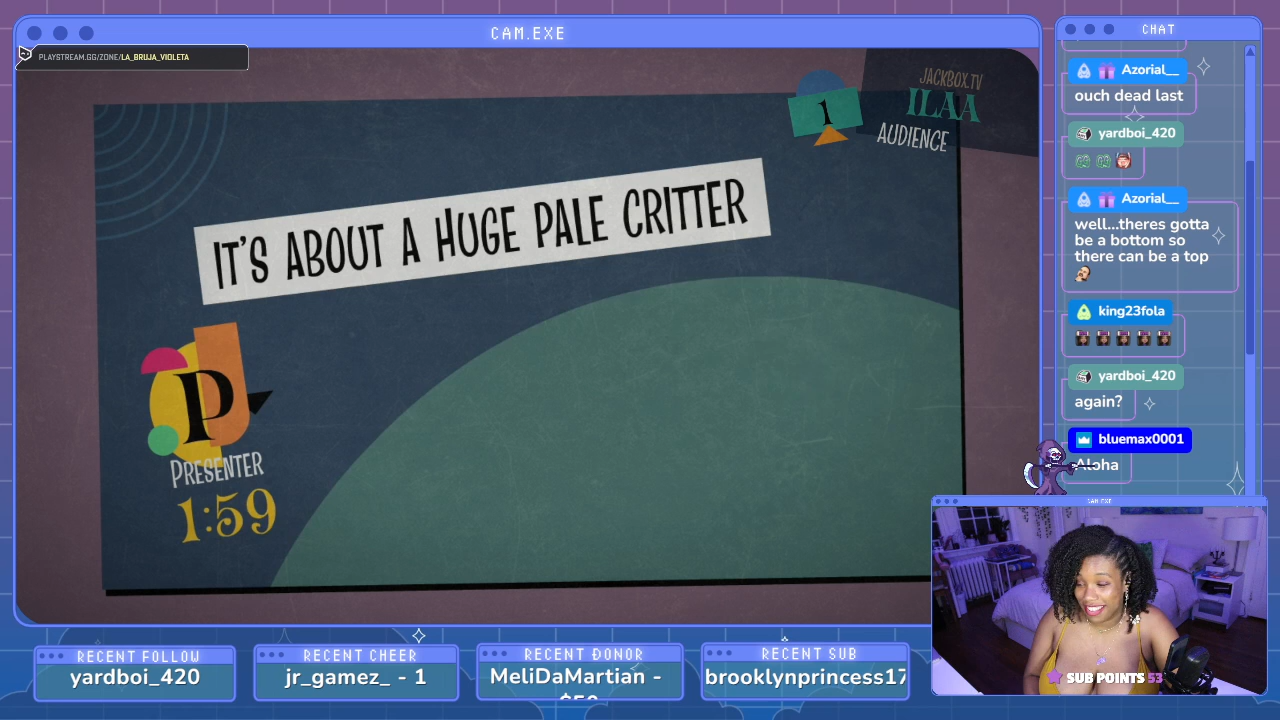 CAM.EXE
PLAYSTREAM.GG/ZONE/LA_BRUJA_VIOLETA
JACKBOX.TV
ILAA
1
AUDIENCE
IT'S ABOUT A HUGE PALE CRITTER
P
PRESENTER
1:59
CHAT
Azorial__
ouch dead last
yardboi_420
Azorial__
well...theres gotta
be a bottom so
there can be a top
king23fola
yardboi_420
again?
bluemax0001
Aloha
CAM.EXE
SUB POINTS 53
RECENT FOLLOW
yardboi_420
RECENT CHEER
jr_gamez_ - 1
RECENT DONOR
MeliDaMartian -
$50
RECENT SUB
brooklynprincess17